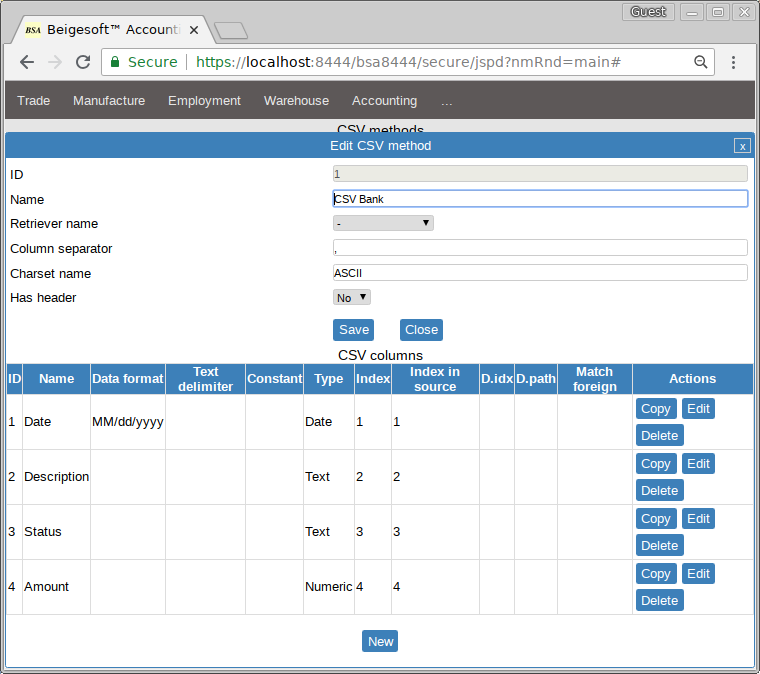 Guest
BSA Beigesoft™ Account
Secure https://localhost:8444/bsa8444/secure/jspd?nmRnd=main#
Trade Manufacture Employment Warehouse Accounting ...
CSV methods
Edit CSV method x
ID 1
Name CSV Bank
Retriever name -
Column separator ,
Charset name ASCII
Has header No
Save Close
CSV columns
ID Name Data format Text delimiter Constant Type Index Index in source D.idx D.path Match foreign Actions
1 Date MM/dd/yyyy Date 1 1 Copy Edit
Delete
2 Description Text 2 2 Copy Edit
Delete
3 Status Text 3 3 Copy Edit
Delete
4 Amount Numeric 4 4 Copy Edit
Delete
New